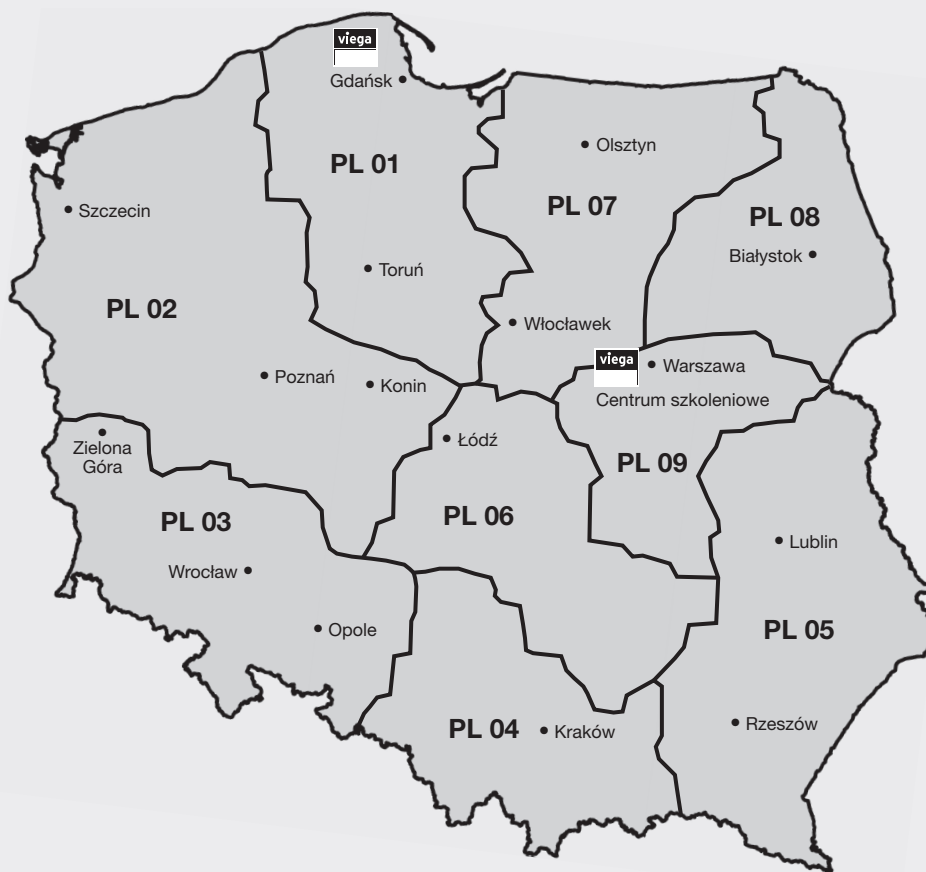 viega
Gdańsk
Olsztyn
PL 01
PL 07
PL 08
Szczecin
Białystok
Toruń
PL 02
Włocławek
viega
Warszawa
Poznań
Konin
Centrum szkoleniowe
Zielona
Góra
Łódź
PL 09
PL 03
PL 06
Lublin
Wrocław
Opole
PL 05
PL 04
Kraków
Rzeszów